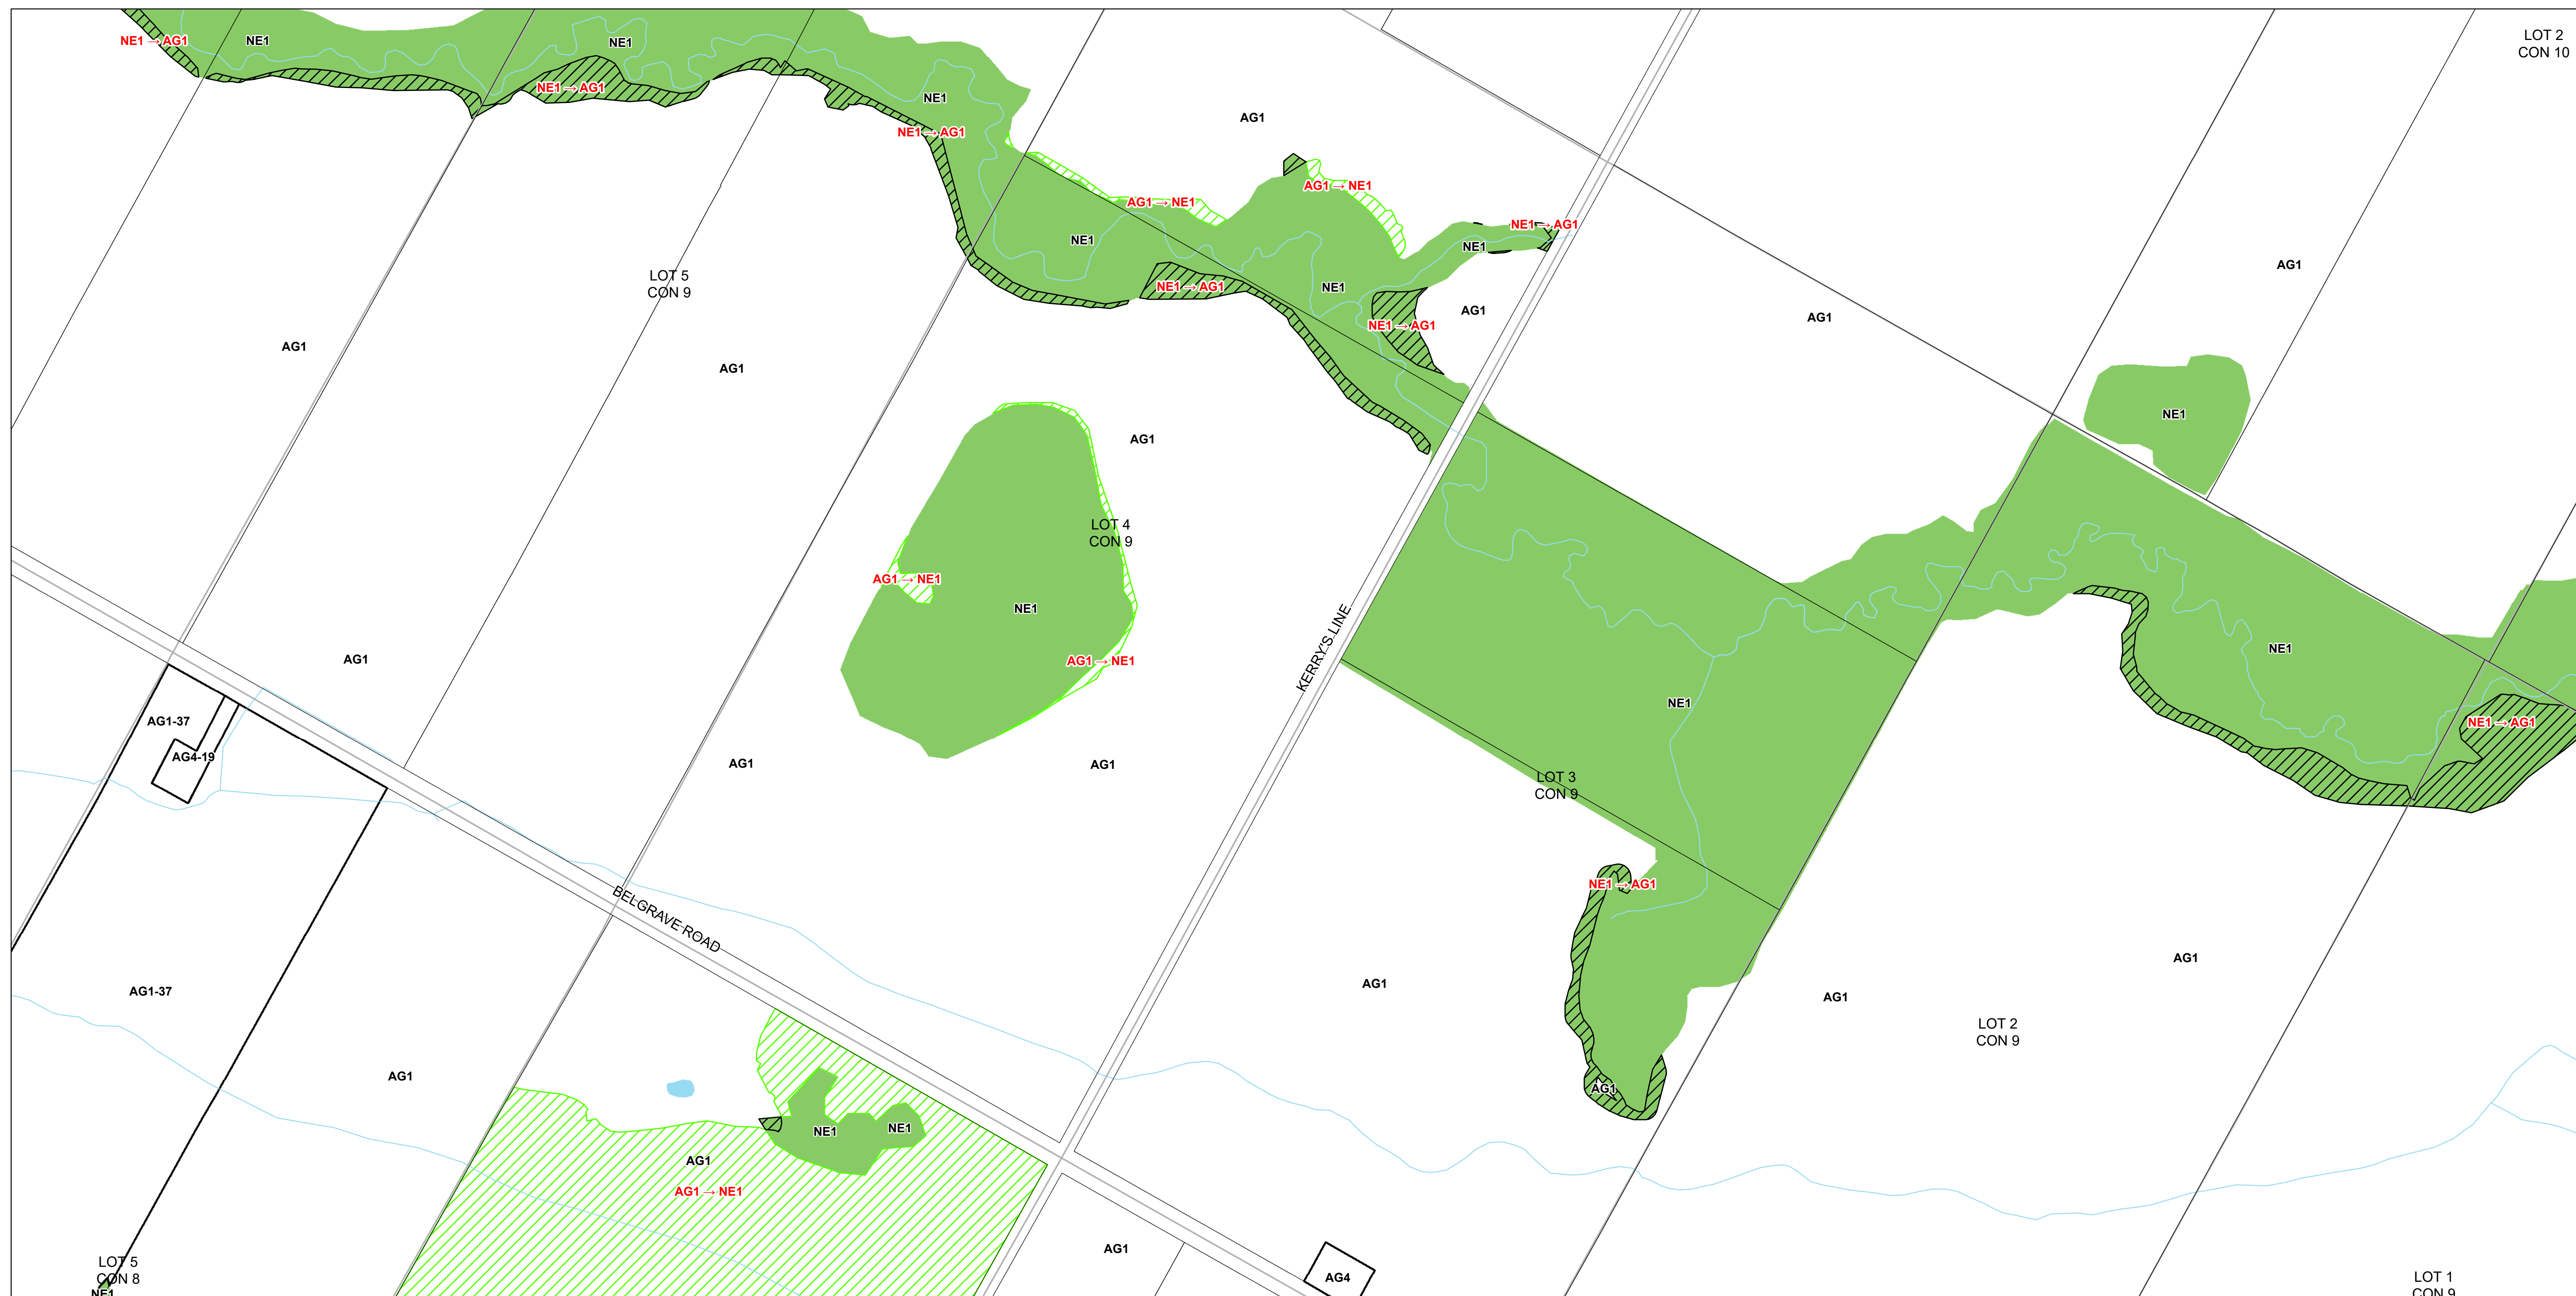 LOT 2
CON 10
NE1 → AG1
NE1
NE1
NE1 → AG1
NE1
NE1 → AG1
AG1
AG1 → NE1
AG1 → NE1
NE1 → AG1
NE1
NE1
AG1
LOT 5
CON 9
NE1 → AG1
NE1
AG1
NE1 → AG1
AG1
AG1
AG1
NE1
AG1
LOT 4
CON 9
AG1 → NE1
NE1
KERRY'S LINE
NE1
AG1
AG1 → NE1
NE1
AG1-37
NE1 → AG1
AG4-19
AG1
AG1
LOT 3
CON 9
NE1 → AG1
BELGRAVE ROAD
AG1
AG1
AG1
AG1-37
LOT 2
CON 9
AG1
AG1
NE1
NE1
AG1
AG1 → NE1
AG1
LOT 5
CON 8
NE1
AG4
LOT 1
CON 9